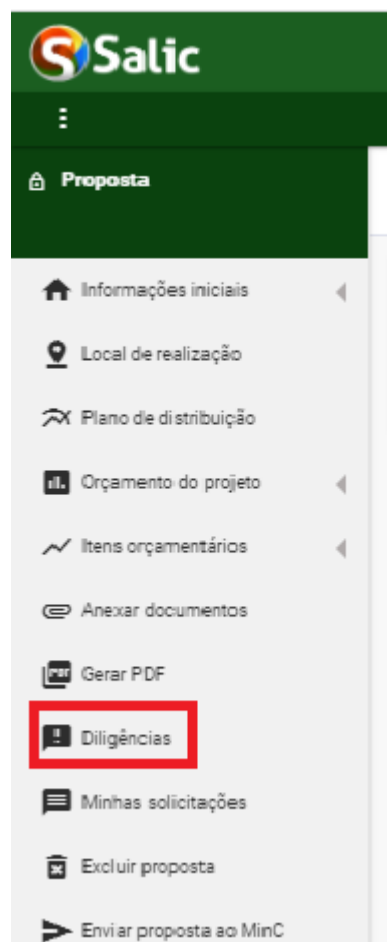 Salic
Proposta
Informações iniciais
Local de realização
Plano de distribuição
Orçamento do projeto
Itens orçamentários
Anexar documentos
PDF Gerar PDF
Diligências
Minhas solicitações
Excluir proposta
Enviar proposta ao MinC